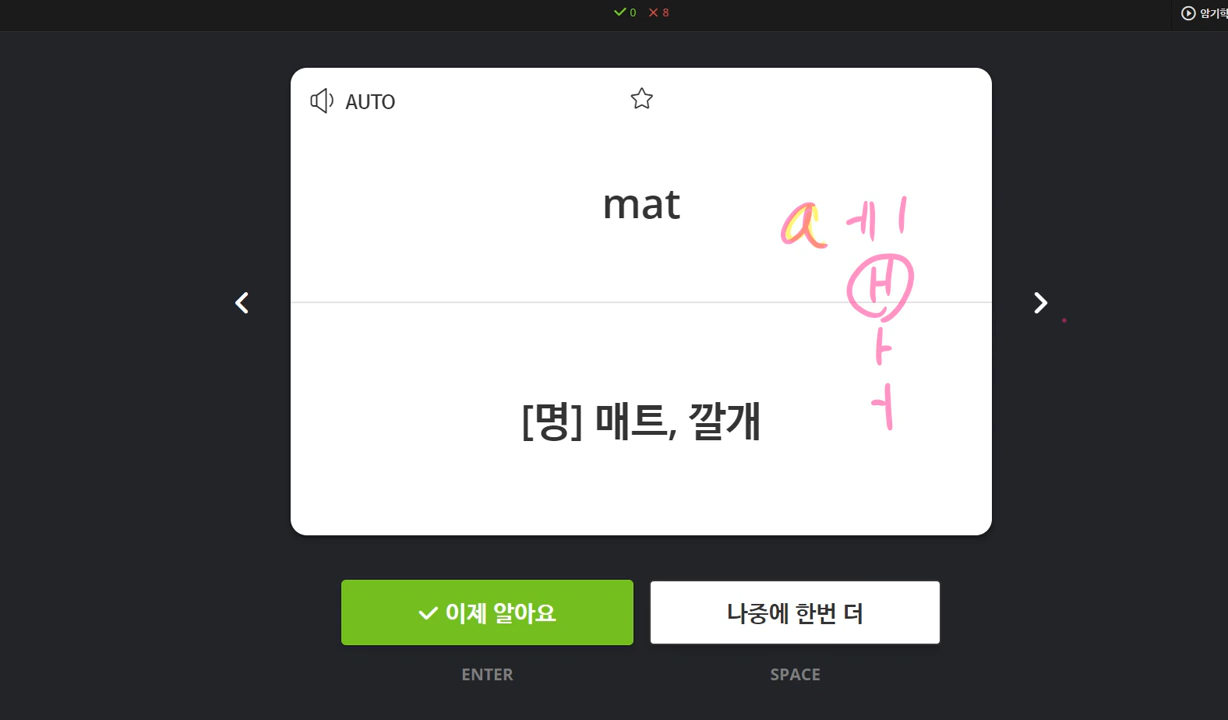 0 8 암기학
AUTO
mat
a ㅔㅣ
ㅐ
ㅏ
ㅓ
[명] 매트, 깔개
이제 알아요 나중에 한번 더
ENTER SPACE